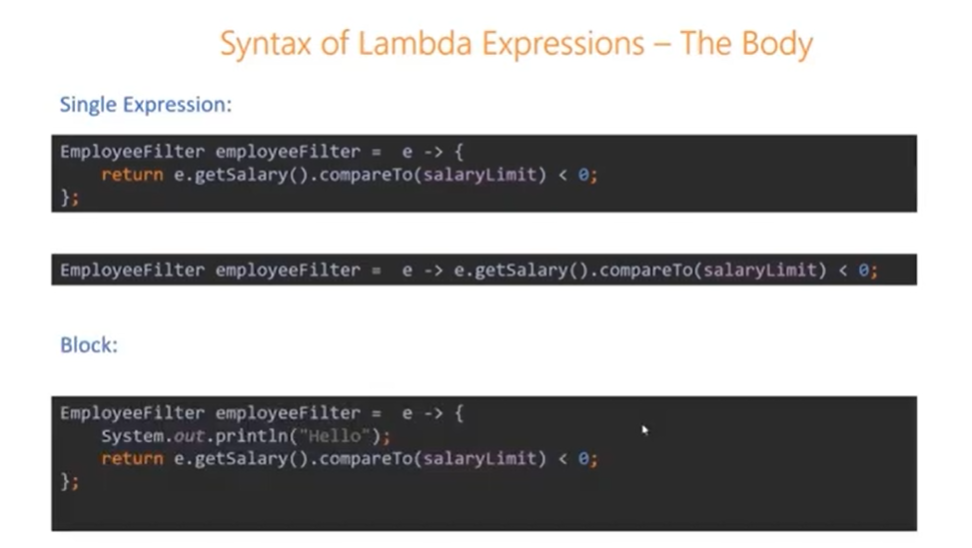 Syntax of Lambda Expressions – The Body
Single Expression:
EmployeeFilter employeeFilter =  e -> {
    return e.getSalary().compareTo(salaryLimit) < 0;
};
EmployeeFilter employeeFilter =  e -> e.getSalary().compareTo(salaryLimit) < 0;
Block:
EmployeeFilter employeeFilter =  e -> {
    System.out.println("Hello");
    return e.getSalary().compareTo(salaryLimit) < 0;
};